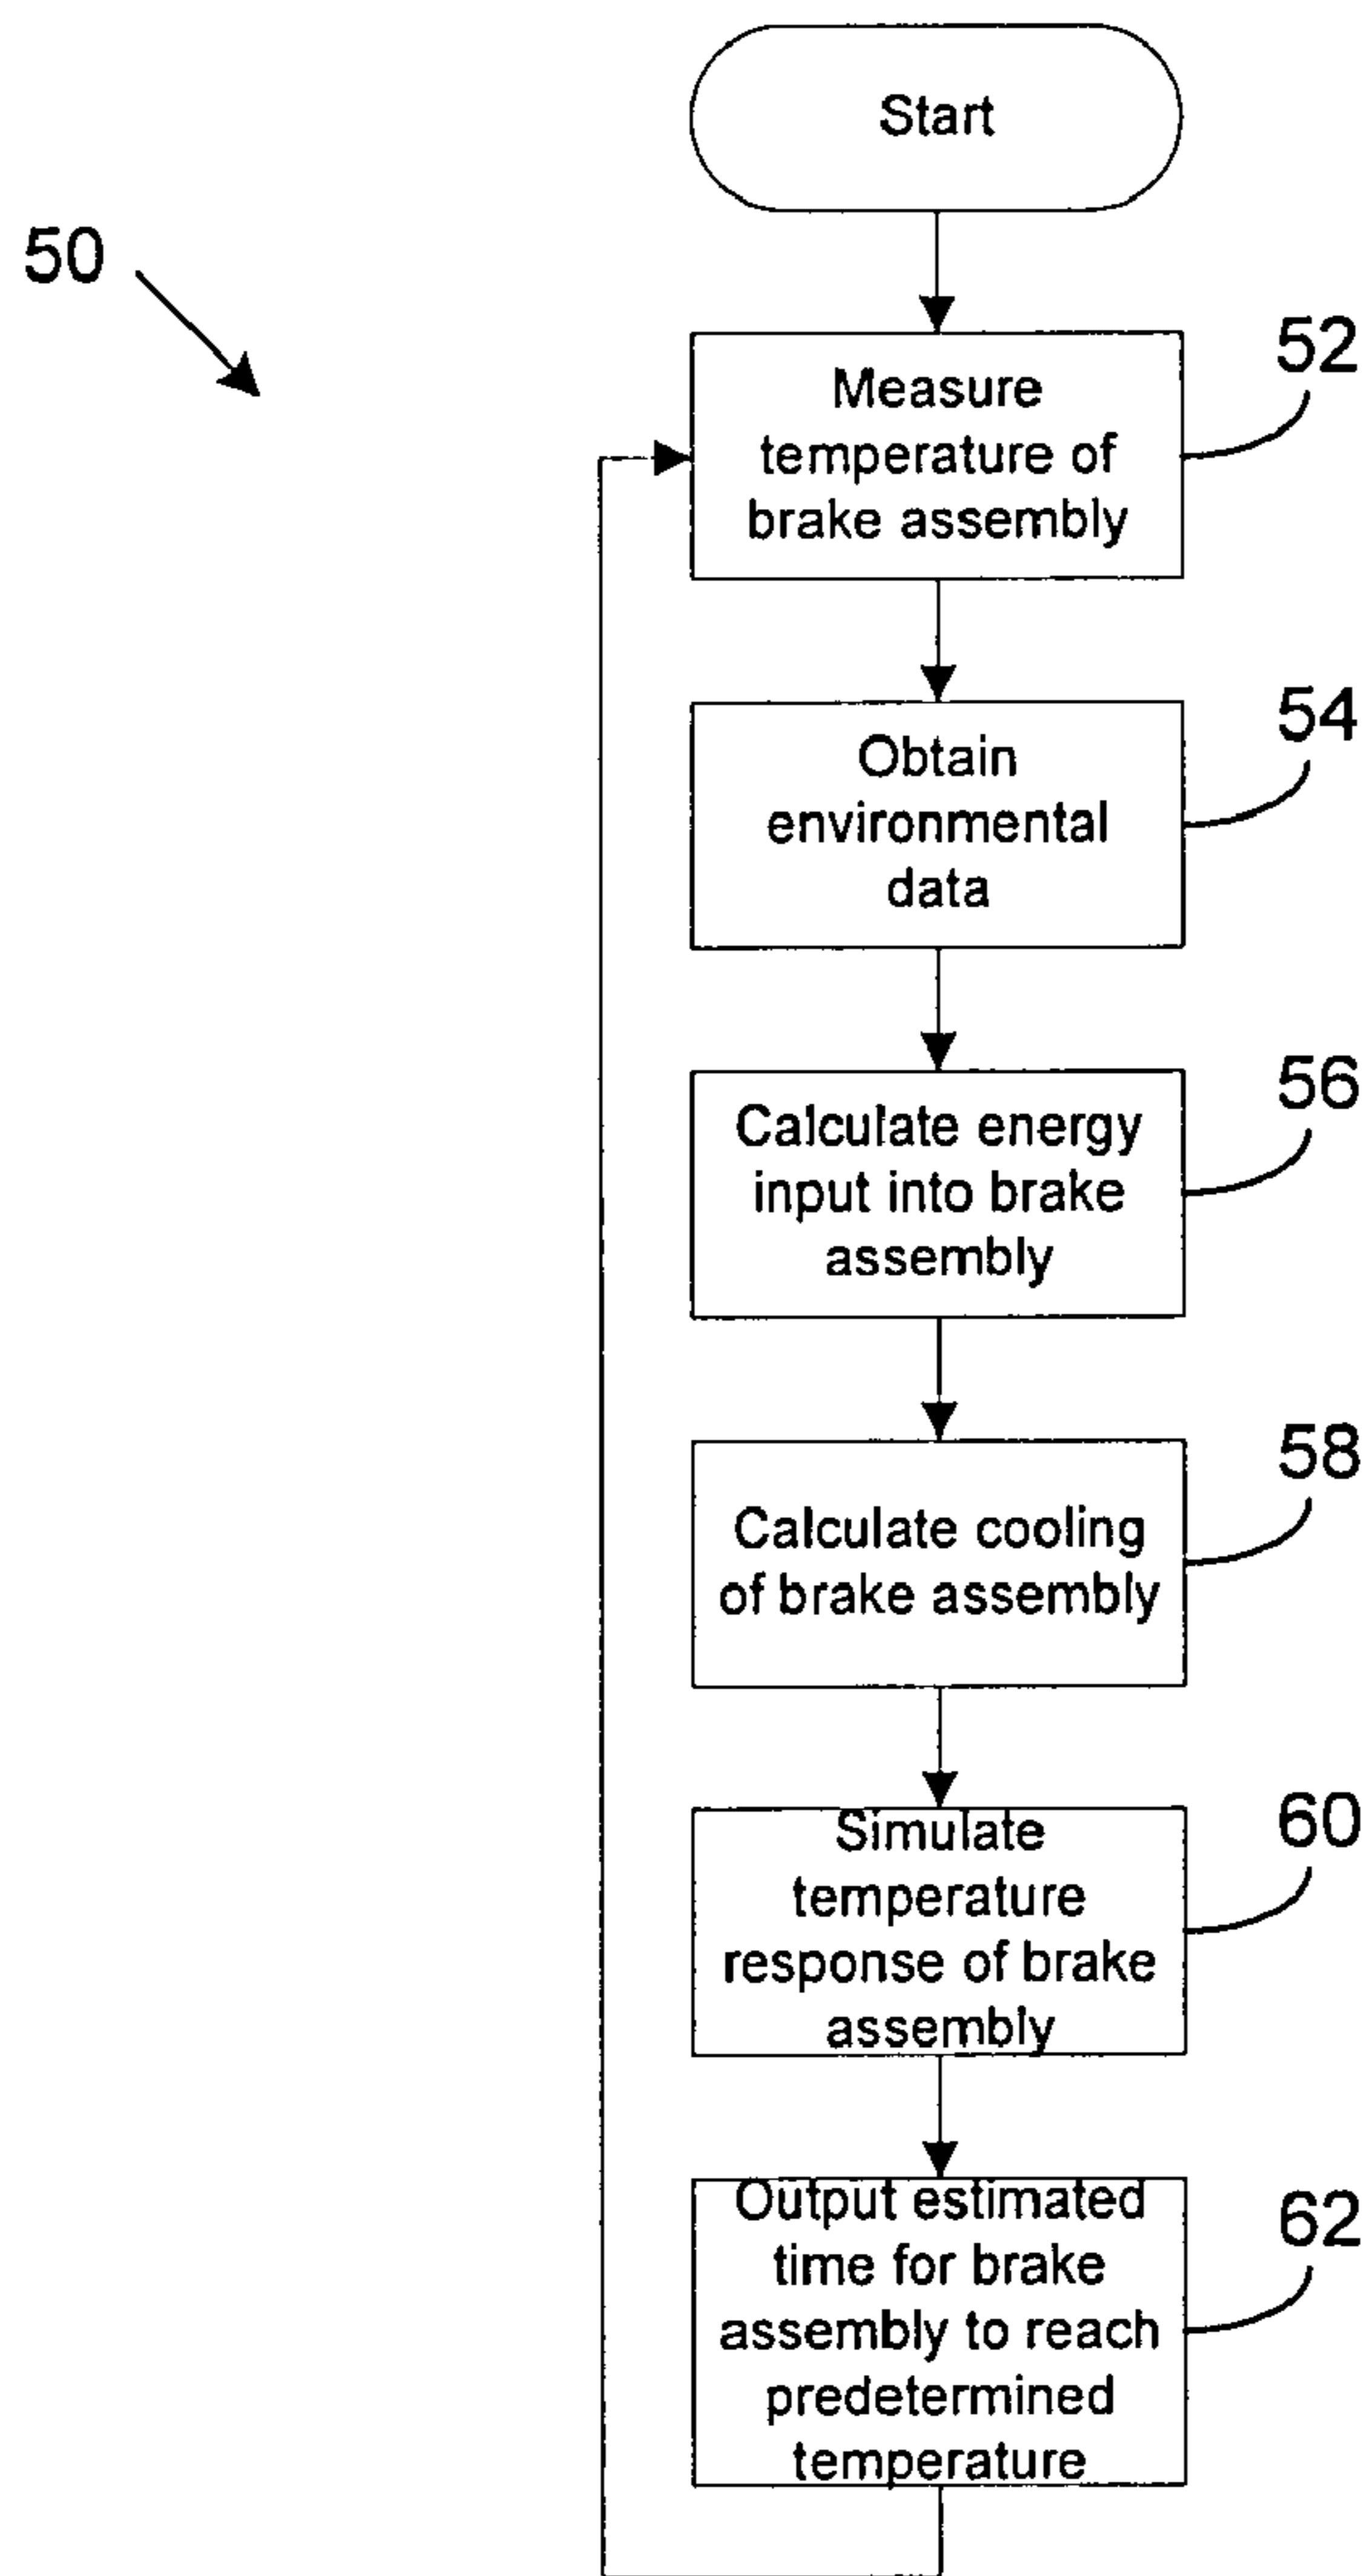 Start
50
Measure
temperature of
brake assembly
52
Obtain
environmental
data
54
Calculate energy
input into brake
assembly
56
Calculate cooling
of brake assembly
58
Simulate
temperature
response of brake
assembly
60
Output estimated
time for brake
assembly to reach
predetermined
temperature
62